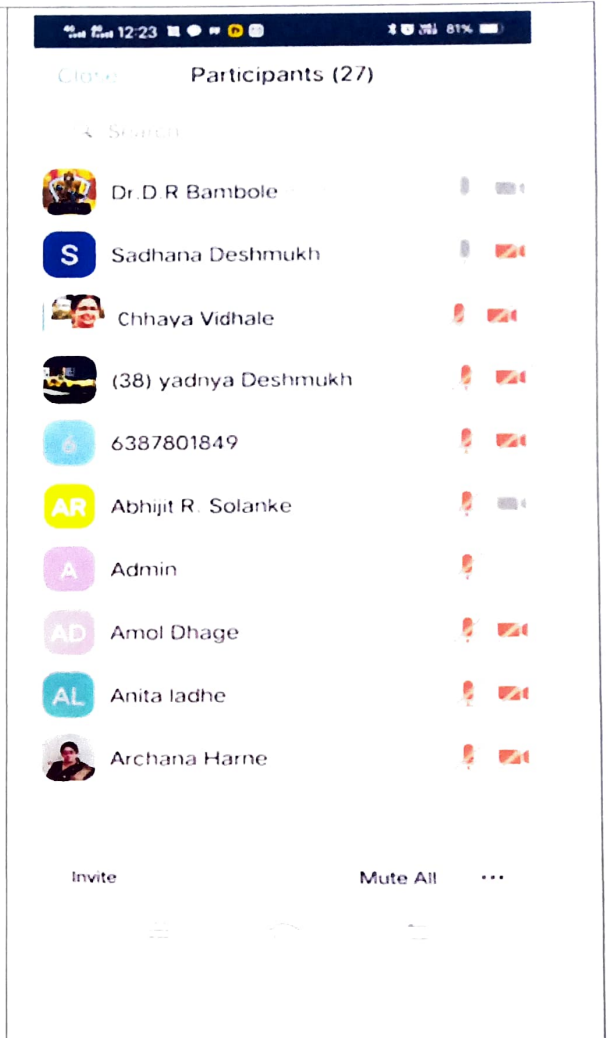 12:23 81%
Close Participants (27)
Search
Dr.D.R Bambole
S Sadhana Deshmukh
Chhaya Vidhale
(38) yadnya Deshmukh
6 6387801849
AR Abhijit R. Solanke
A Admin
AD Amol Dhage
AL Anita ladhe
Archana Harne
Invite Mute All ...